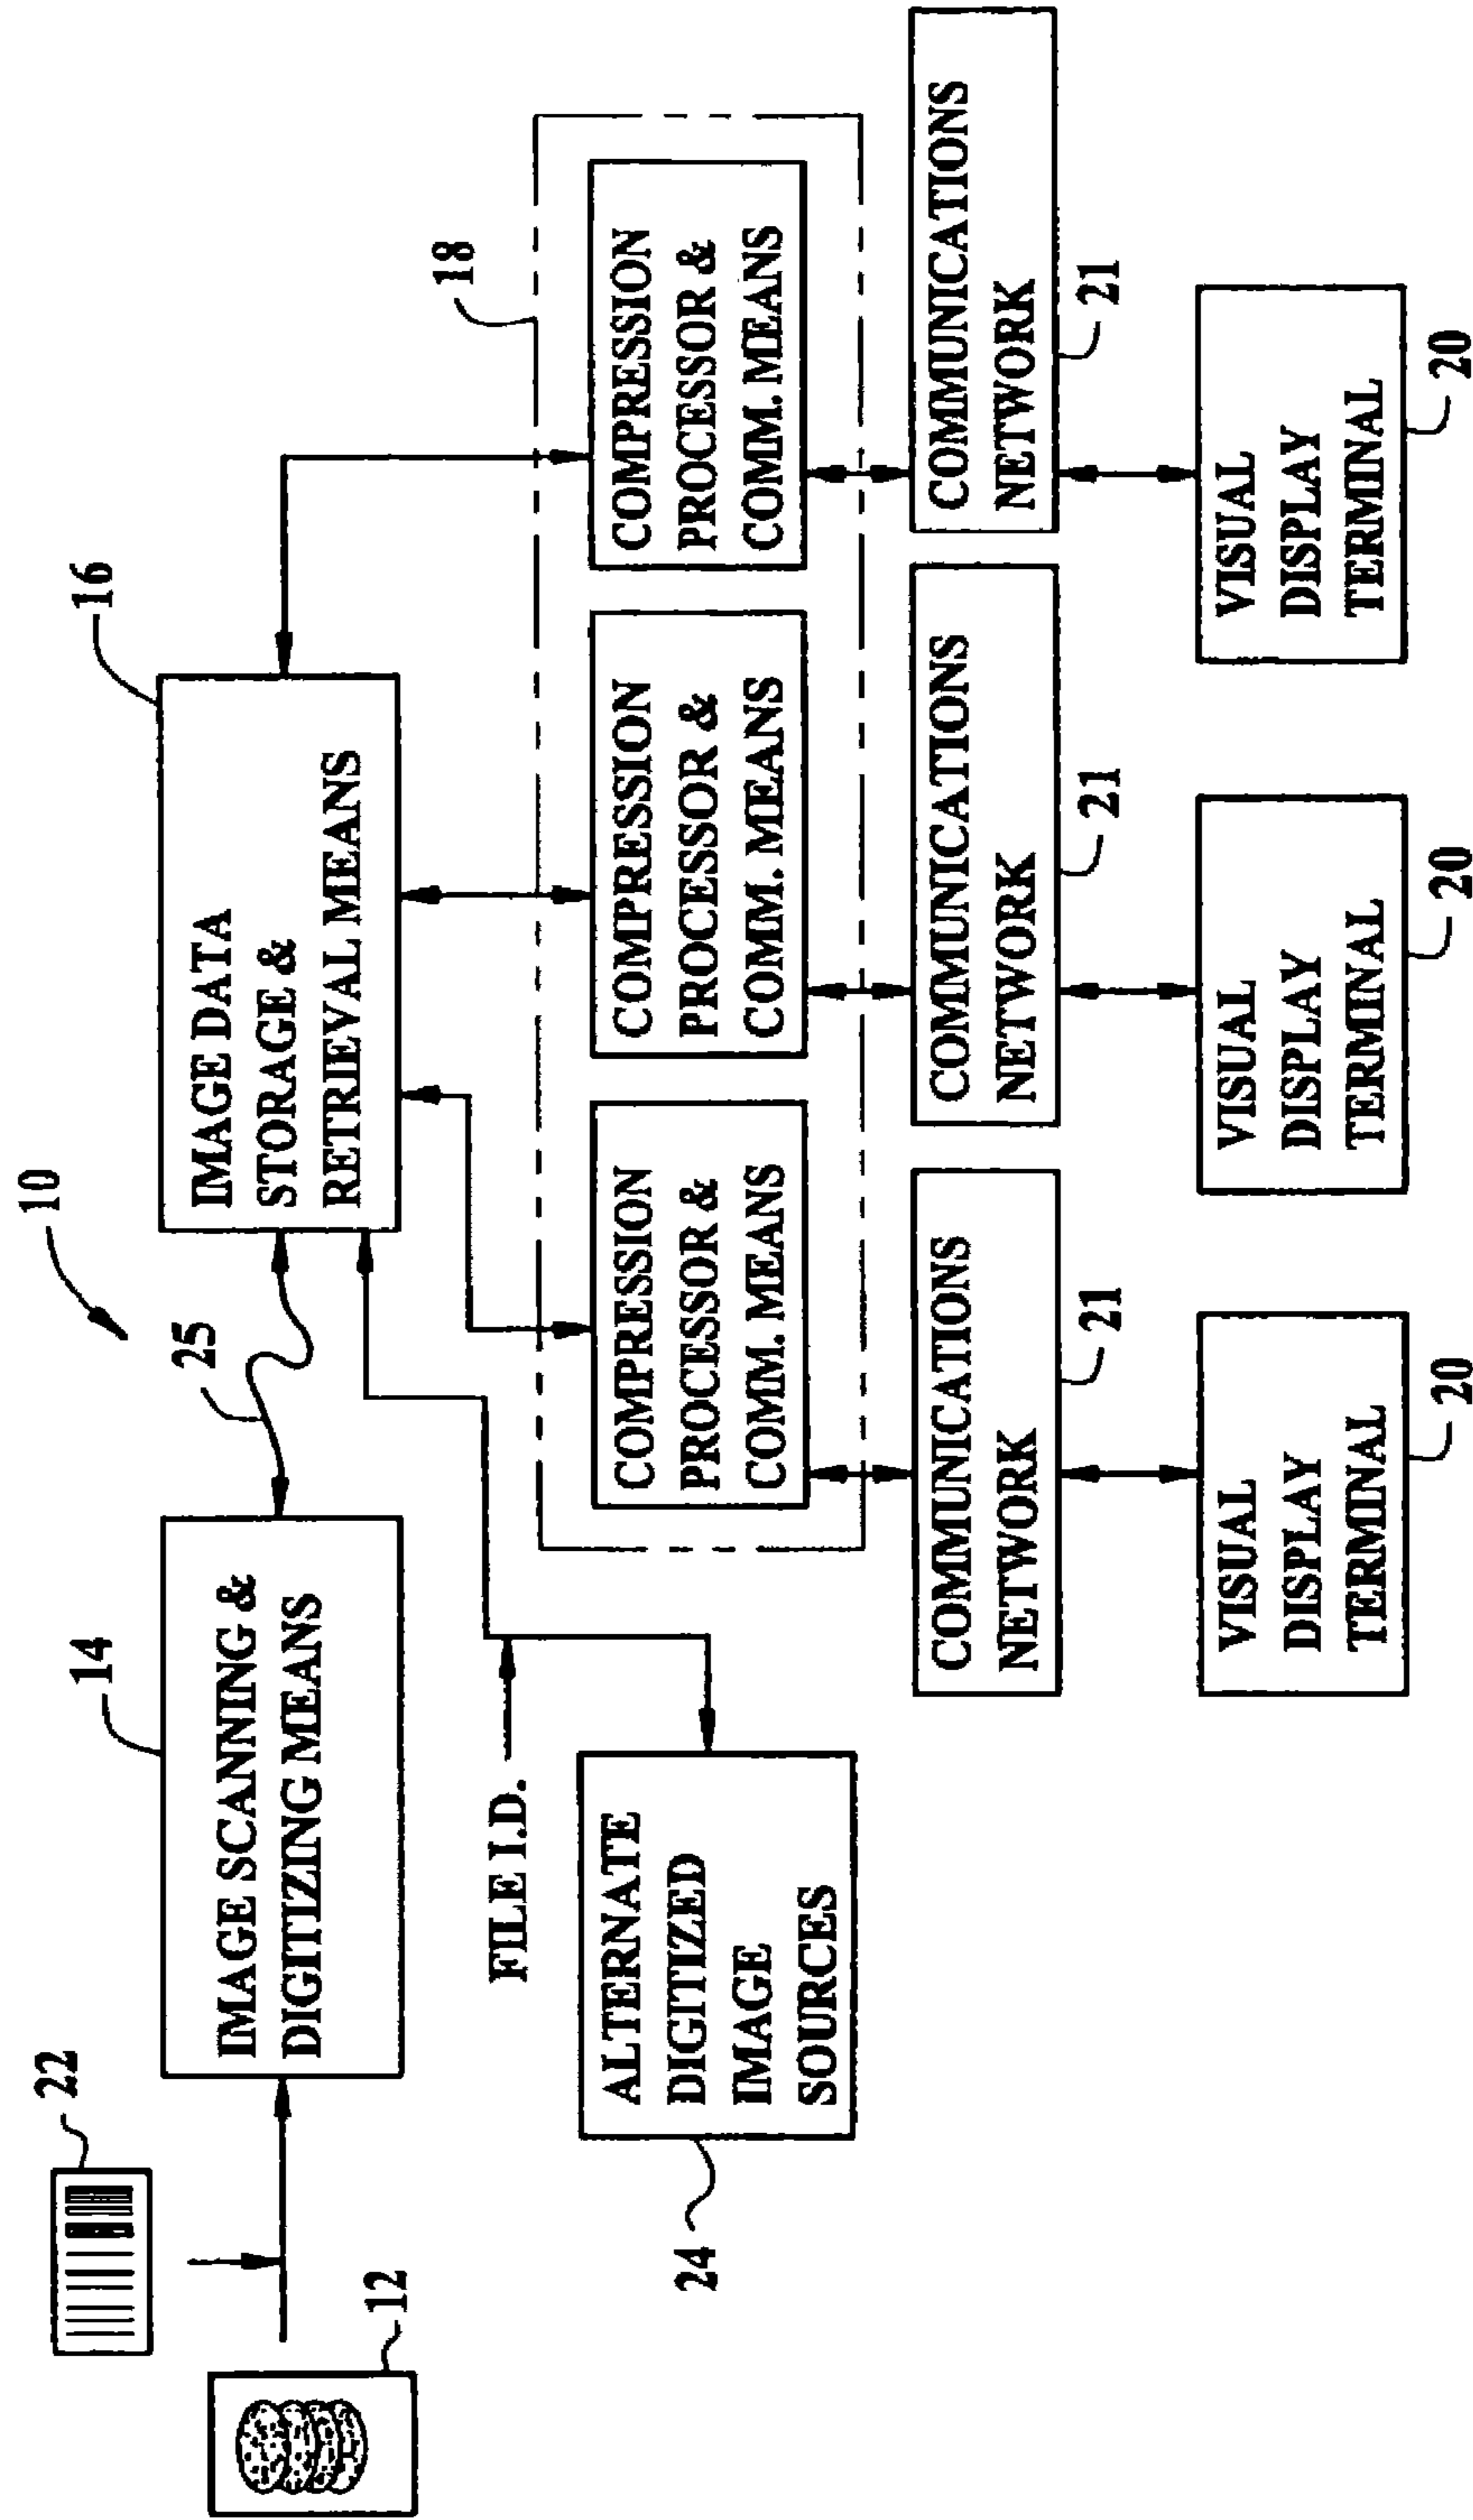 10
22
14
16
25
12
18
IMAGE SCANNING &
DIGITIZING MEANS
IMAGE DATA
STORAGE &
RETRIEVAL MEANS
FILE I.D.
ALTERNATE
DIGITIZED
IMAGE
SOURCES
24
COMPRESSION
PROCESSOR &
COMM. MEANS
COMPRESSION
PROCESSOR &
COMM. MEANS
COMPRESSION
PROCESSOR &
COMM. MEANS
COMMUNICATIONS
NETWORK
21
COMMUNICATIONS
NETWORK
21
COMMUNICATIONS
NETWORK
21
VISUAL
DISPLAY
TERMINAL
20
VISUAL
DISPLAY
TERMINAL
20
VISUAL
DISPLAY
TERMINAL
20